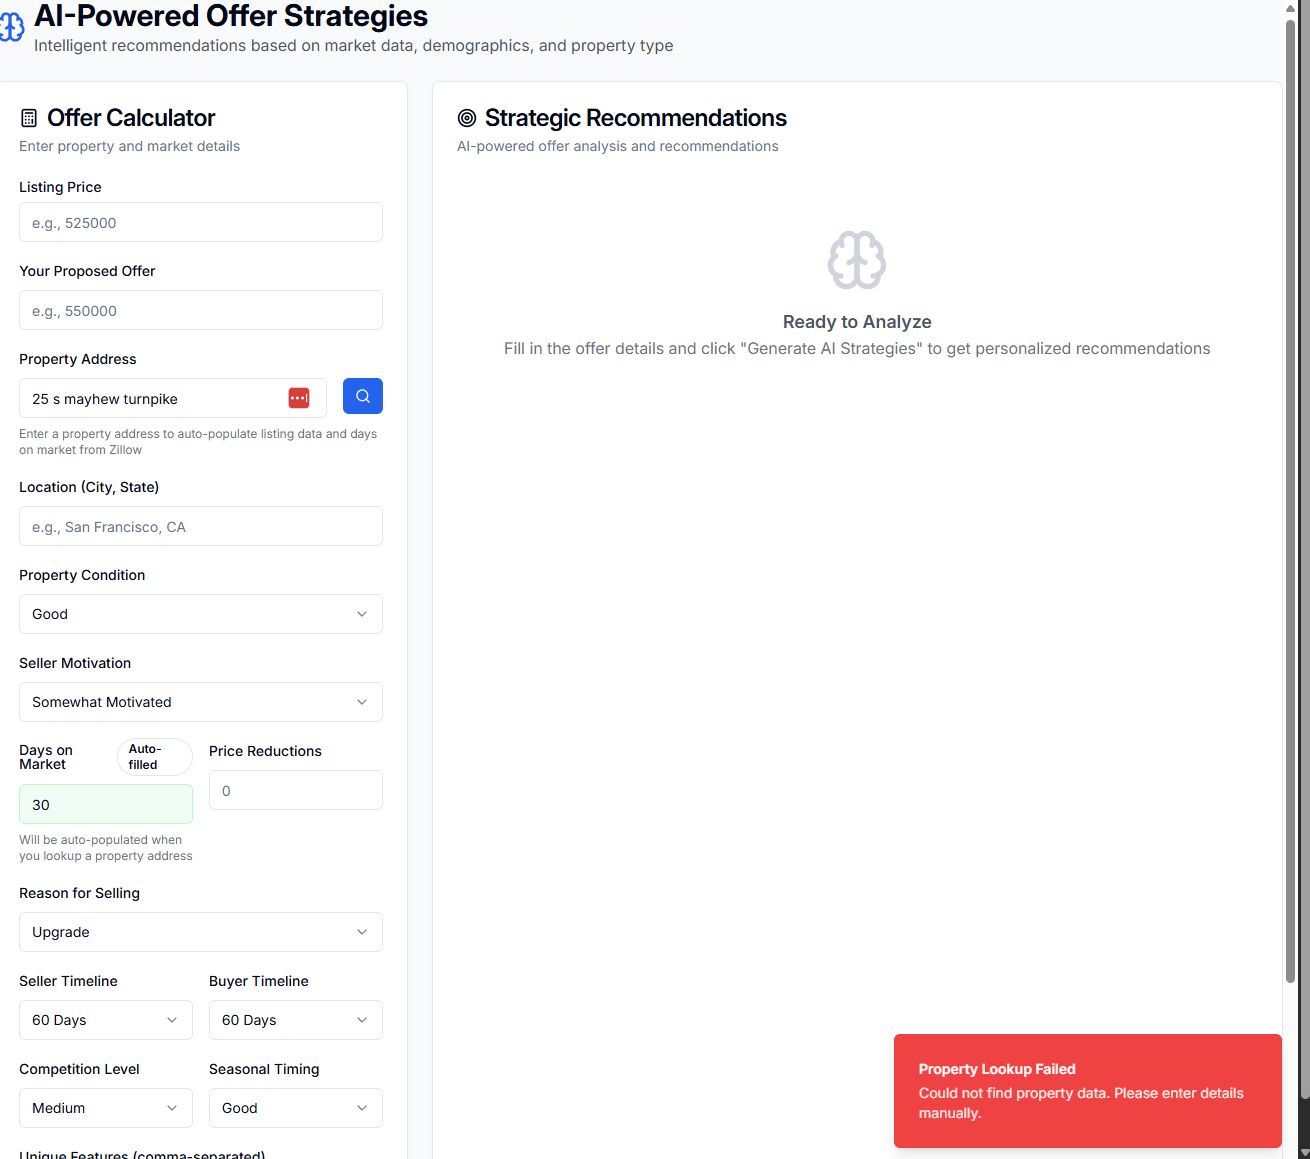 AI-Powered Offer Strategies
Intelligent recommendations based on market data, demographics, and property type
Offer Calculator
Enter property and market details
Listing Price
e.g., 525000
Your Proposed Offer
e.g., 550000
Property Address
25 s mayhew turnpike
Enter a property address to auto-populate listing data and days
on market from Zillow
Location (City, State)
e.g., San Francisco, CA
Property Condition
Good
Seller Motivation
Somewhat Motivated
Days on
Market
Auto-
filled
30
Will be auto-populated when
you lookup a property address
Price Reductions
0
Reason for Selling
Upgrade
Seller Timeline
60 Days
Buyer Timeline
60 Days
Competition Level
Medium
Seasonal Timing
Good
Unique Features (comma-separated)
Strategic Recommendations
AI-powered offer analysis and recommendations
Ready to Analyze
Fill in the offer details and click "Generate AI Strategies" to get personalized recommendations
Property Lookup Failed
Could not find property data. Please enter details
manually.